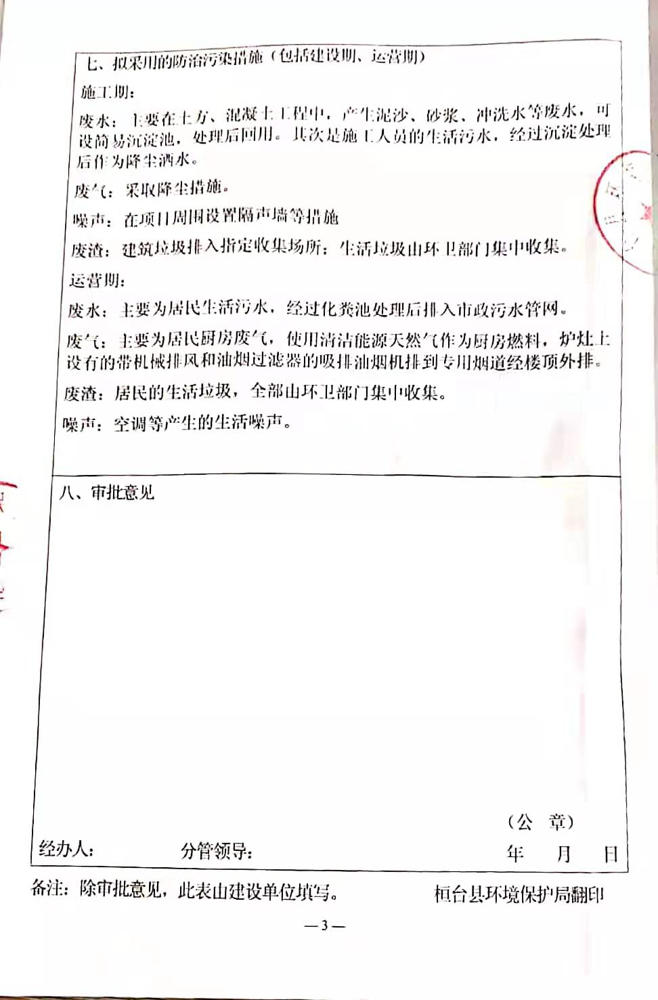 七、拟采用的防治污染措施（包括建设期、运营期）
施工期：
废水：主要在土方、混凝土工程中，产生泥沙、砂浆、冲洗水等废水，可
设简易沉淀池，处理后回用。其次是施工人员的生活污水，经过沉淀处理
后作为降尘洒水。
废气：采取降尘措施。
噪声：在项目周围设置隔声墙等措施
废渣：建筑垃圾排入指定收集场所；生活垃圾由环卫部门集中收集。
运营期：
废水：主要为居民生活污水，经过化粪池处理后排入市政污水管网。
废气：主要为居民厨房废气，使用清洁能源天然气作为厨房燃料，炉灶上
设有的带机械排风和油烟过滤器的吸排油烟机排到专用烟道经楼顶外排。
废渣：居民的生活垃圾，全部由环卫部门集中收集。
噪声：空调等产生的生活噪声。
八、审批意见
（公 章）
经办人： 分管领导： 年 月 日
备注：除审批意见，此表由建设单位填写。 桓台县环境保护局翻印
—3—